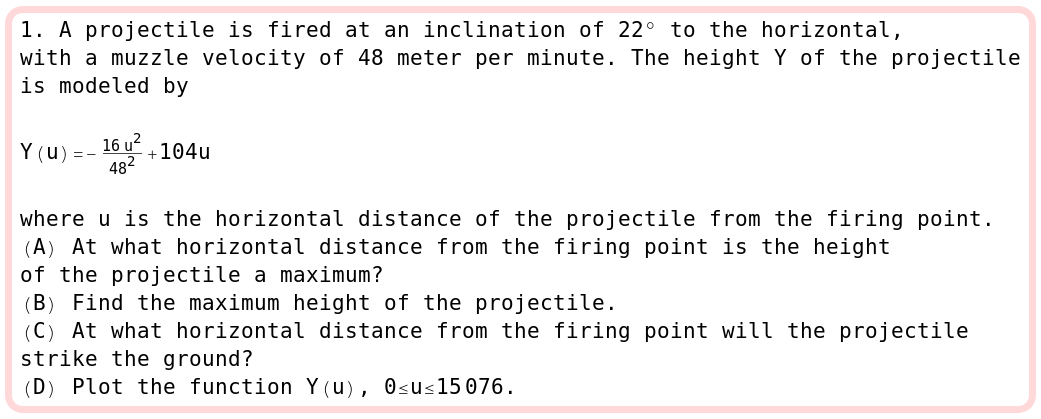 1. A projectile is fired at an inclination of 22° to the horizontal,
with a muzzle velocity of 48 meter per minute. The height Y of the projectile
is modeled by
Y(u)=-\frac{16 u^2}{48^2}+104u
where u is the horizontal distance of the projectile from the firing point.
(A) At what horizontal distance from the firing point is the height
of the projectile a maximum?
(B) Find the maximum height of the projectile.
(C) At what horizontal distance from the firing point will the projectile
strike the ground?
(D) Plot the function Y(u), 0≤u≤15076.